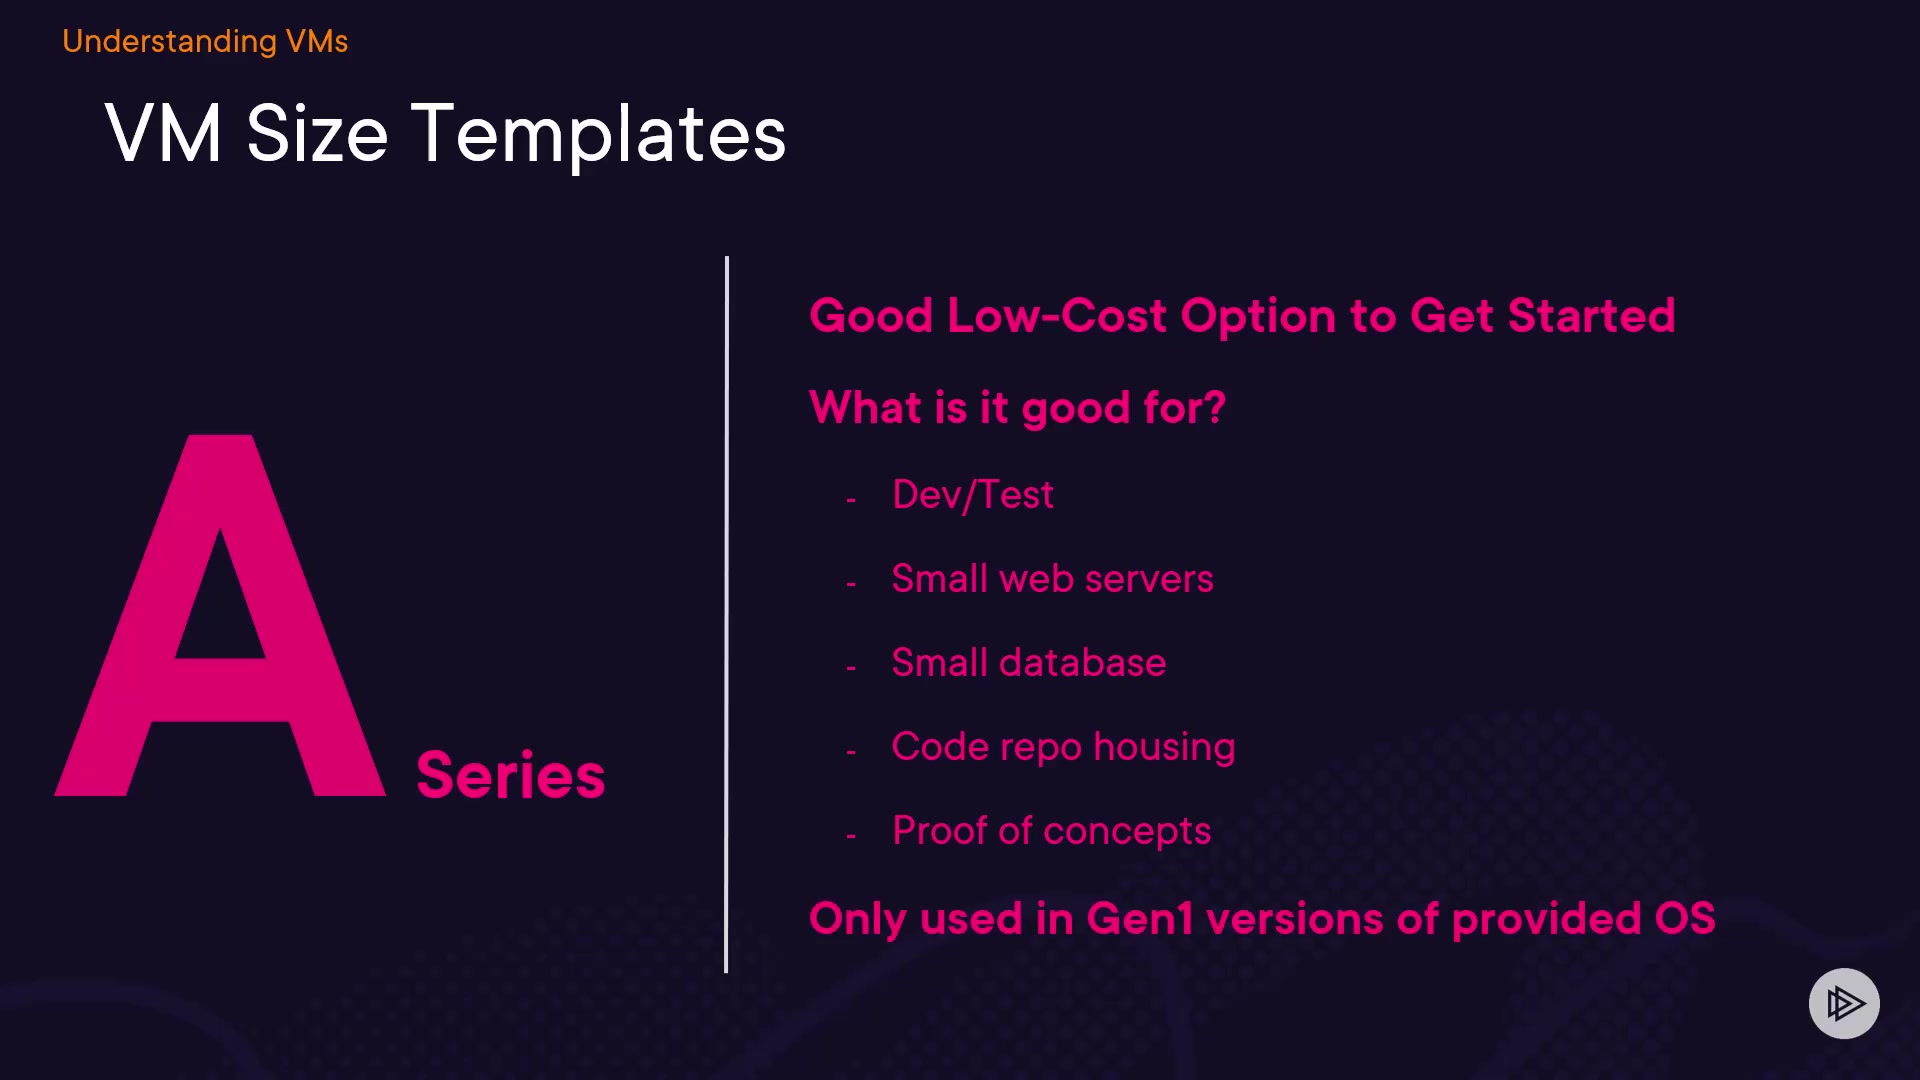 Understanding VMs
VM Size Templates
A Series
Good Low-Cost Option to Get Started
What is it good for?
- Dev/Test
- Small web servers
- Small database
- Code repo housing
- Proof of concepts
Only used in Gen1 versions of provided OS